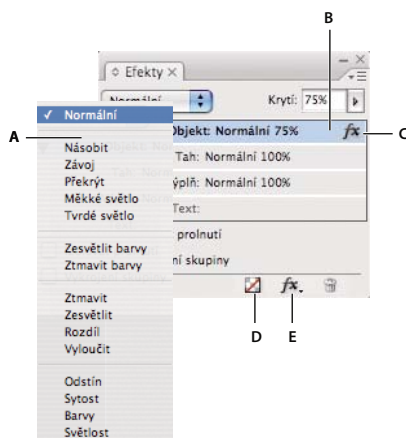 B
Efekty
Normální
Krytí: 75%
A
Normální
Objekt: Normální 75%
fx
C
Násobit
Závoj
Překrýt
Měkké světlo
Tvrdé světlo
Tah: Normální 100%
ýplň: Normální 100%
Text:
Zesvětlit barvy
Ztmavit barvy
prolnutí
ní skupiny
fx.
D
E
Ztmavit
Zesvětlit
Rozdíl
Vyloučit
Odstín
Sytost
Barvy
Světlost